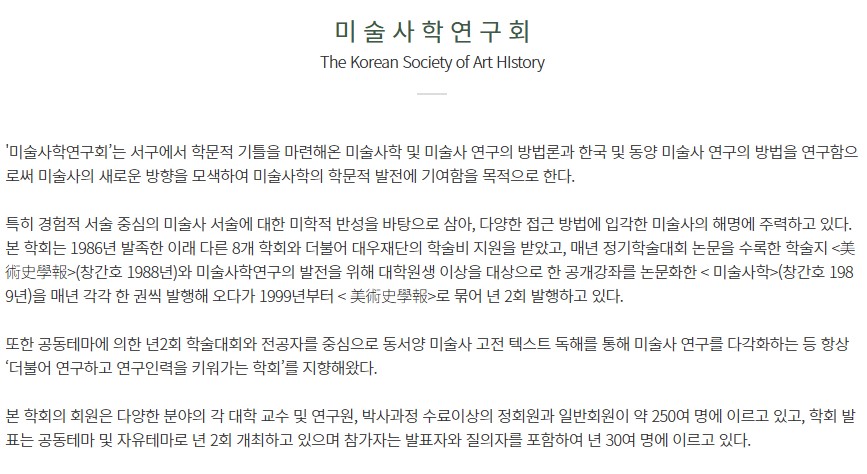 미술사학연구회
The Korean Society of Art HIstory
'미술사학연구회'는 서구에서 학문적 기틀을 마련해온 미술사학 및 미술사 연구의 방법론과 한국 및 동양 미술사 연구의 방법을 연구함으
로써 미술사의 새로운 방향을 모색하여 미술사학의 학문적 발전에 기여함을 목적으로 한다.
특히 경험적 서술 중심의 미술사 서술에 대한 미학적 반성을 바탕으로 삼아, 다양한 접근 방법에 입각한 미술사의 해명에 주력하고 있다.
본 학회는 1986년 발족한 이래 다른 8개 학회와 더불어 대우재단의 학술비 지원을 받았고, 매년 정기학술대회 논문을 수록한 학술지 <美
術史學報>(창간호 1988년)와 미술사학연구의 발전을 위해 대학원생 이상을 대상으로 한 공개강좌를 논문화한 < 미술사학>(창간호 198
9년)을 매년 각각 한 권씩 발행해 오다가 1999년부터 < 美術史學報>로 묶어 년 2회 발행하고 있다.
또한 공동테마에 의한 년2회 학술대회와 전공자를 중심으로 동서양 미술사 고전 텍스트 독해를 통해 미술사 연구를 다각화하는 등 항상
‘더불어 연구하고 연구인력을 키워가는 학회’를 지향해왔다.
본 학회의 회원은 다양한 분야의 각 대학 교수 및 연구원, 박사과정 수료이상의 정회원과 일반회원이 약 250여 명에 이르고 있고, 학회 발
표는 공동테마 및 자유테마로 년 2회 개최하고 있으며 참가자는 발표자와 질의자를 포함하여 년 30여 명에 이르고 있다.